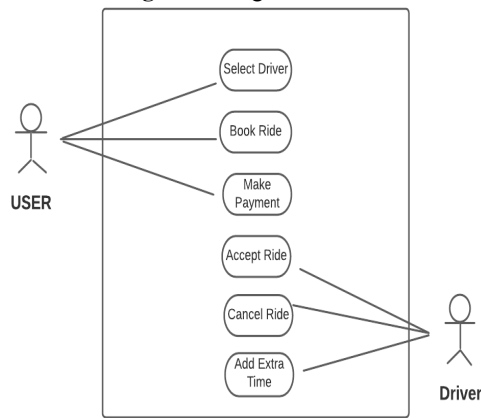 Select Driver
Book Ride
Make
Payment
USER
Accept Ride
Cancel Ride
Add Extra
Time
Driver